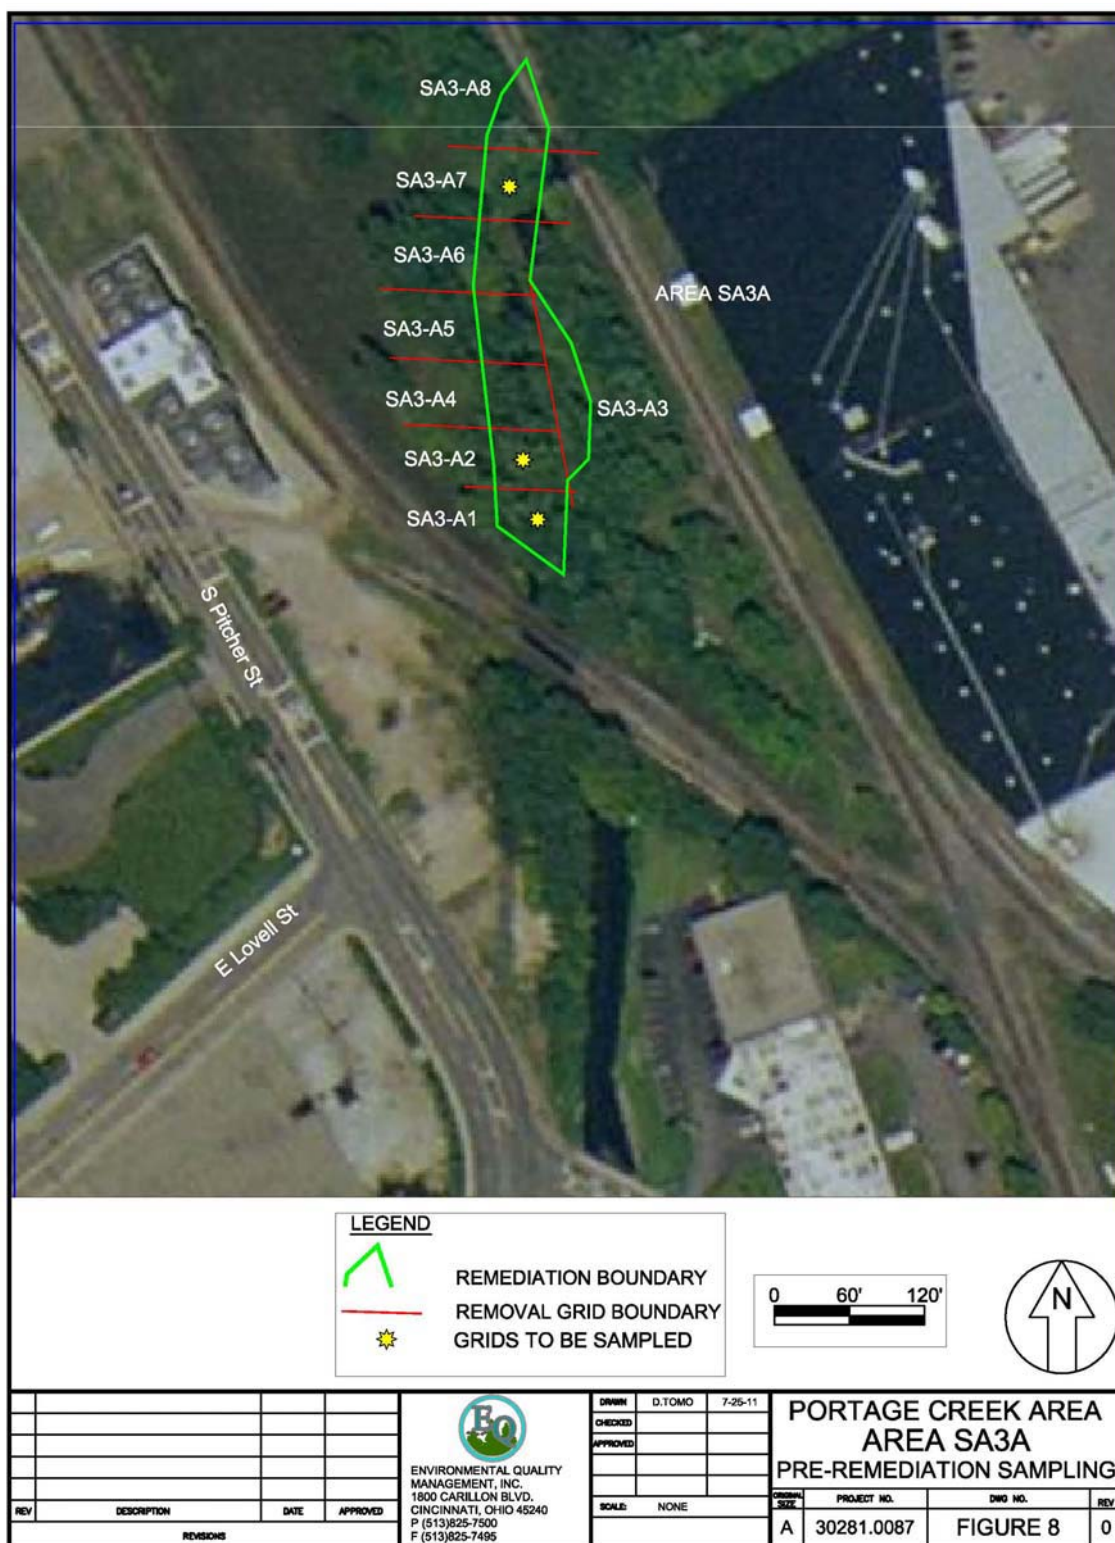 SA3-A8
SA3-A7
SA3-A6
AREA SA3A
SA3-A5
SA3-A4
SA3-A3
SA3-A2
SA3-A1
S Pitcher St
E Lovell St
LEGEND
REMEDIATION BOUNDARY
REMOVAL GRID BOUNDARY
GRIDS TO BE SAMPLED
0 60' 120'
N
REV DESCRIPTION DATE APPROVED
REVISIONS
EQ
ENVIRONMENTAL QUALITY
MANAGEMENT, INC.
1800 CARILLON BLVD.
CINCINNATI, OHIO 45240
P (513)825-7500
F (513)825-7495
DRAWN D.TOMO 7-25-11
CHECKED
APPROVED
SCALE: NONE
PORTAGE CREEK AREA
AREA SA3A
PRE-REMEDIATION SAMPLING
ORIGINAL SIZE PROJECT NO. DWG NO. REV
A 30281.0087 FIGURE 8 0